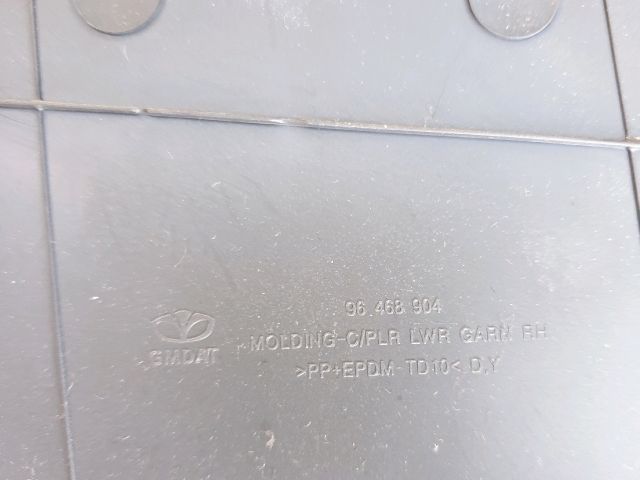 96 468 904
GMDAT
MOLDING-C/PLR LWR GARN RH
>PP+EPDM-TD10< D.Y